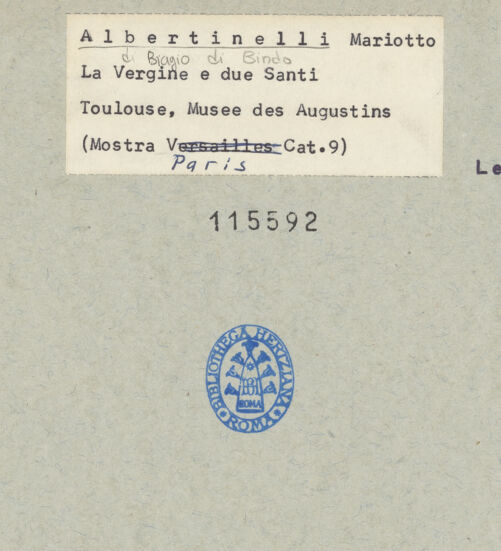 Albertinelli Mariotto
di Biagio di Bindo
La Vergine e due Santi
Toulouse, Musee des Augustins
(Mostra Versailles Cat.9)
Paris
Le
115592
BIBLIOTHECA HERTZIANA
ROMA
ROMA